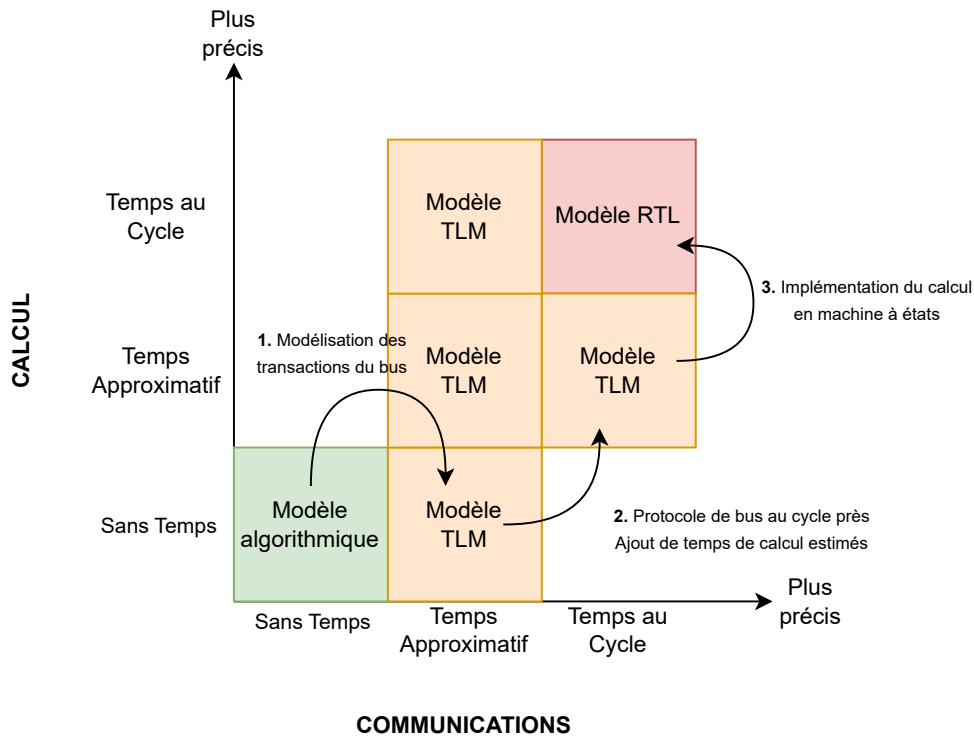 Plus
précis
Temps au
Cycle
Modèle
TLM
Modèle RTL
3. Implémentation du calcul
en machine à états
CALCUL
1. Modélisation des
transactions du bus
Temps
Approximatif
Modèle
TLM
Modèle
TLM
Sans Temps
Modèle
algorithmique
Modèle
TLM
2. Protocole de bus au cycle près
Ajout de temps de calcul estimés
Plus
précis
Sans Temps
Temps
Approximatif
Temps au
Cycle
COMMUNICATIONS